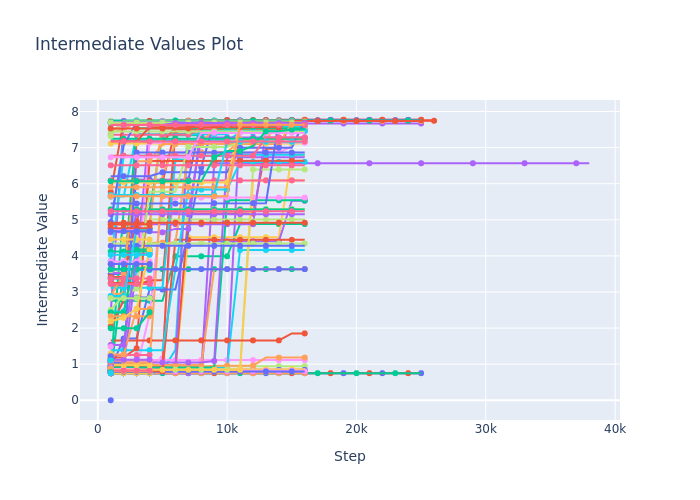 Intermediate Values Plot
8
7
6
5
4
3
2
1
0
Intermediate Value
0
10k
20k
30k
40k
Step